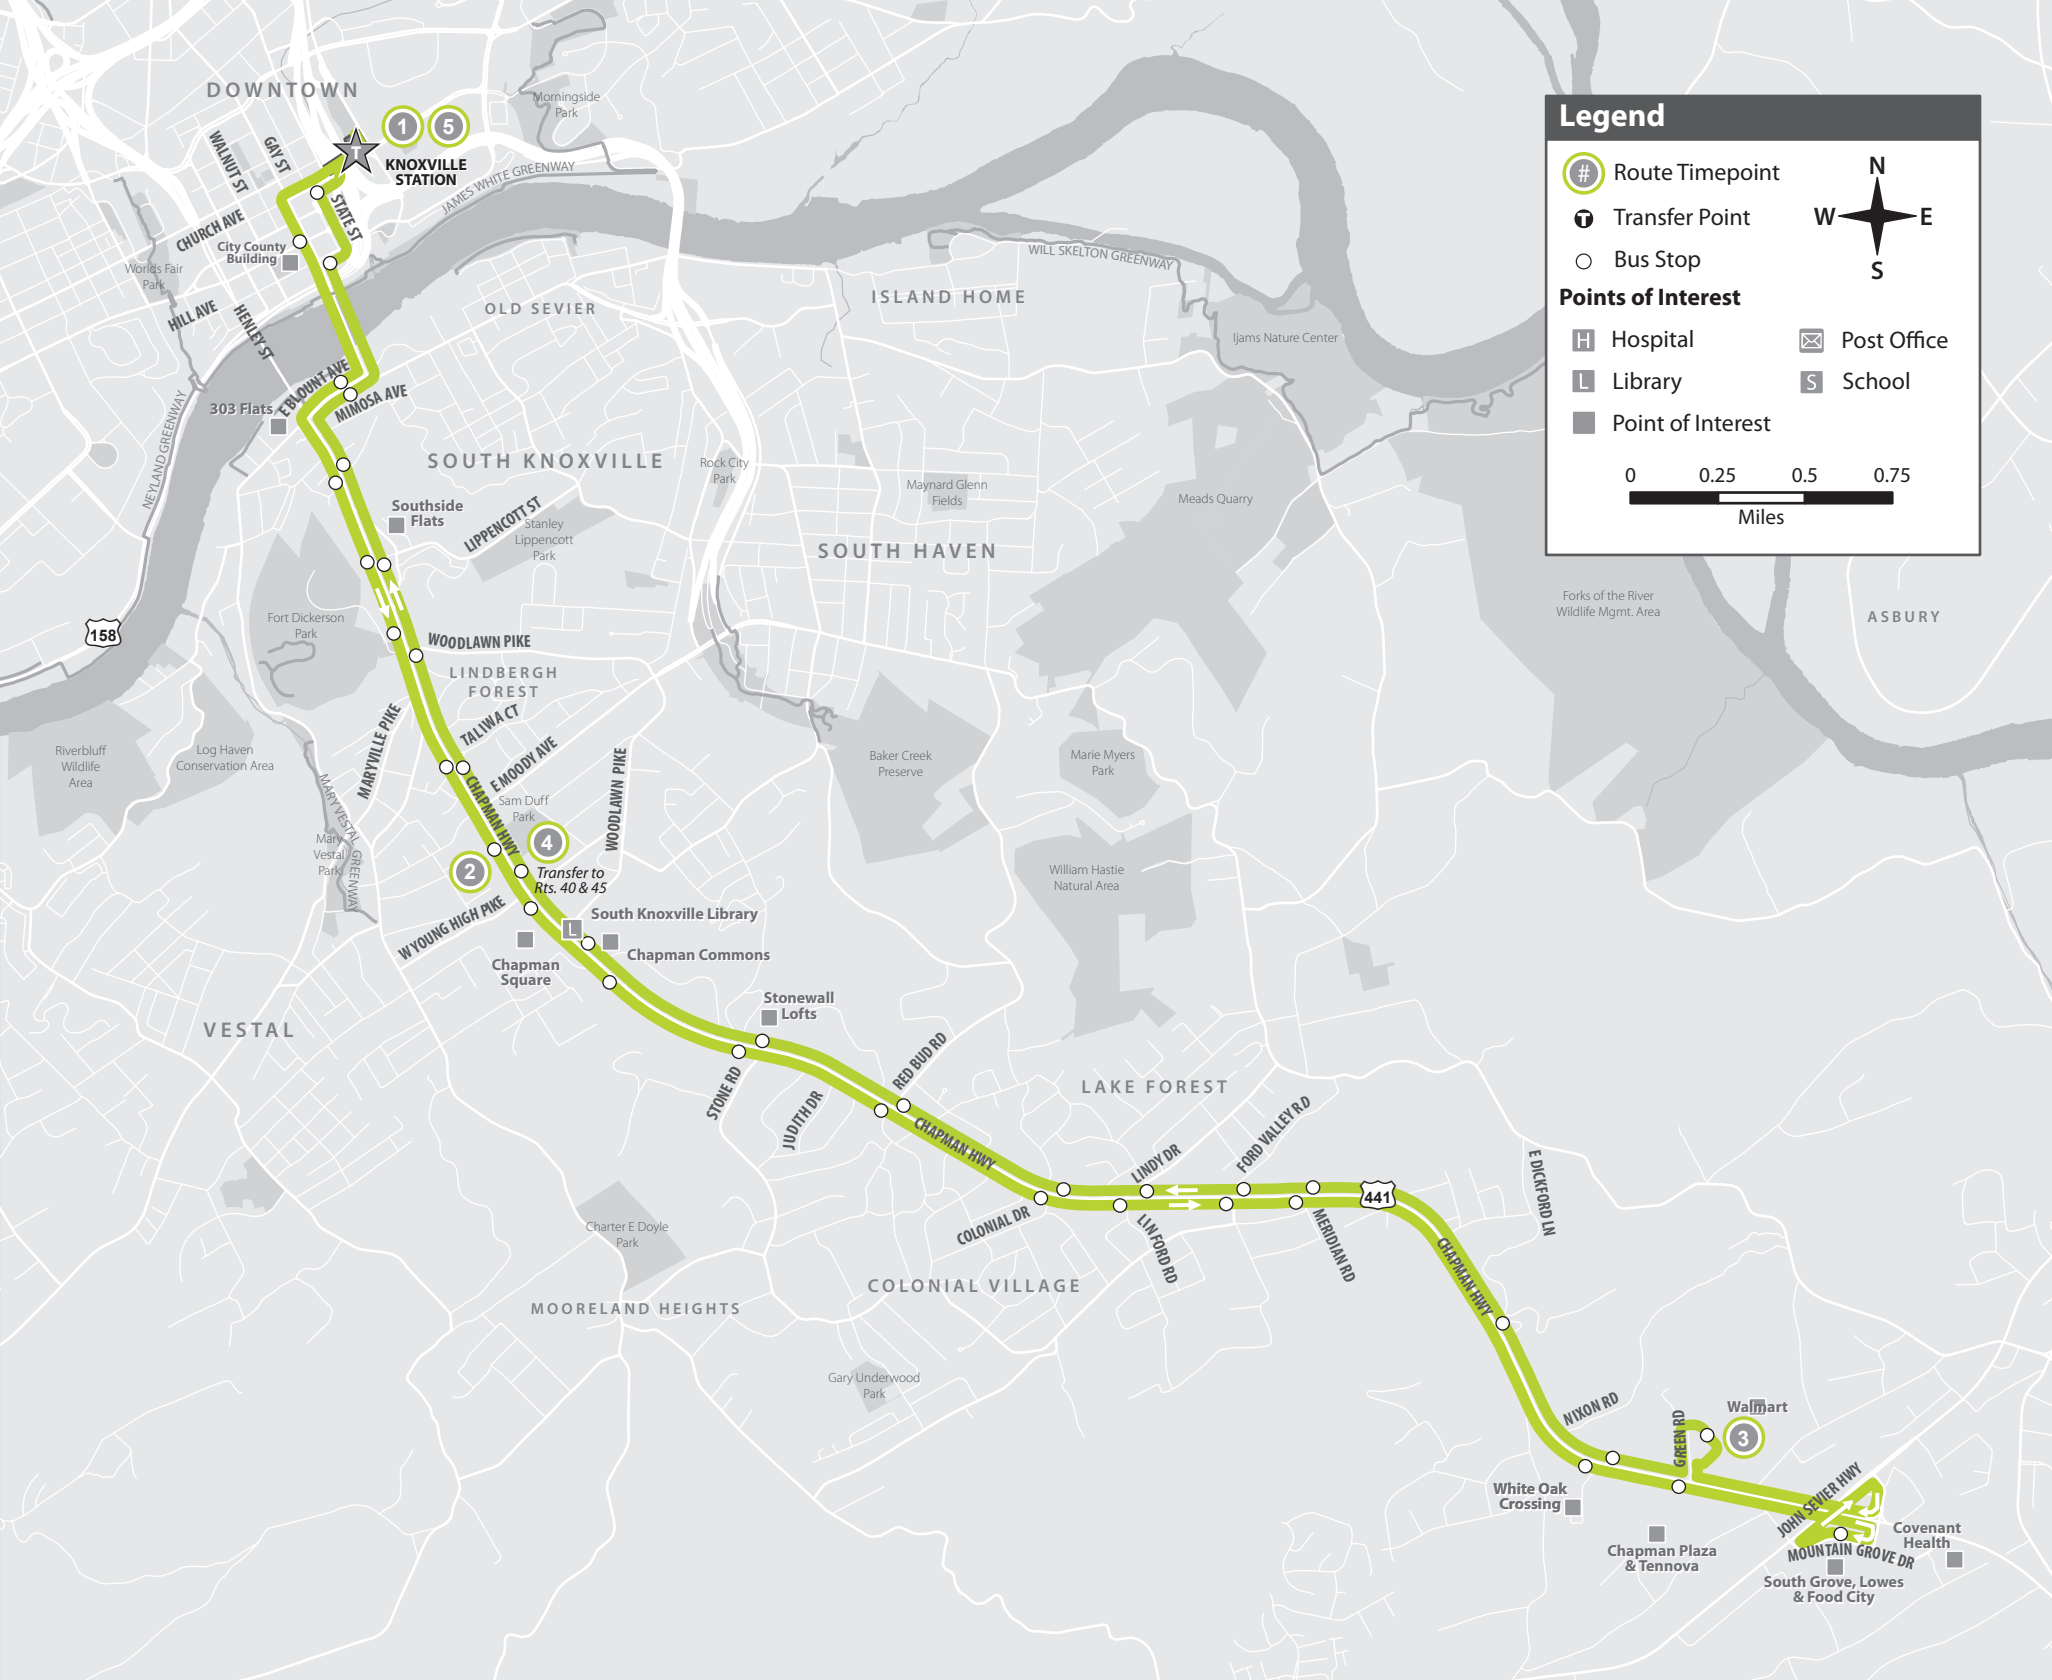 DOWNTOWN
Morningside
Park
1
5
T
KNOXVILLE
STATION
WALNUT ST
GAY ST
STATE ST
JAMES WHITE GREENWAY
CHURCH AVE
City County
Building
Worlds Fair
Park
HILL AVE
HENLEY ST
WILL SKELTON GREENWAY
ISLAND HOME
OLD SEVIER
Ijams Nature Center
E BLOUNT AVE
MIMOSA AVE
303 Flats
NEYLAND GREENWAY
SOUTH KNOXVILLE
Rock City
Park
Maynard Glenn
Fields
Meads Quarry
Southside
Flats
LIPPENCOTT ST
Stanley
Lippencott
Park
SOUTH HAVEN
Fort Dickerson
Park
158
WOODLAWN PIKE
LINDBERGH
FOREST
Forks of the River
Wildlife Mgmt. Area
ASBURY
MARYVILLE PIKE
TALIWA CT
E MOODY AVE
WOODLAWN PIKE
Riverbluff
Wildlife
Area
Log Haven
Conservation Area
Baker Creek
Preserve
Marie Myers
Park
MARY VESTAL GREENWAY
Mary
Vestal
Park
CHAPMAN HWY
Sam Duff
Park
4
2
Transfer to
Rts. 40 & 45
William Hastie
Natural Area
W YOUNG HIGH PIKE
L
South Knoxville Library
Chapman Commons
Chapman
Square
VESTAL
Stonewall
Lofts
STONE RD
JUDITH DR
RED BUD RD
CHAPMAN HWY
LAKE FOREST
LINDY DR
FORD VALLEY RD
E DICKFORD LN
441
COLONIAL DR
LINFORD RD
MERIDIAN RD
CHAPMAN HWY
Charter E Doyle
Park
COLONIAL VILLAGE
MOORELAND HEIGHTS
Gary Underwood
Park
NIXON RD
GREEN RD
Walmart
3
White Oak
Crossing
JOHN SEVIER HWY
Chapman Plaza
& Tennova
MOUNTAIN GROVE DR
Covenant
Health
South Grove, Lowes
& Food City
Legend
# Route Timepoint
T Transfer Point
Bus Stop
N
W E
S
Points of Interest
H Hospital
Post Office
L Library
S School
Point of Interest
0 0.25 0.5 0.75
Miles